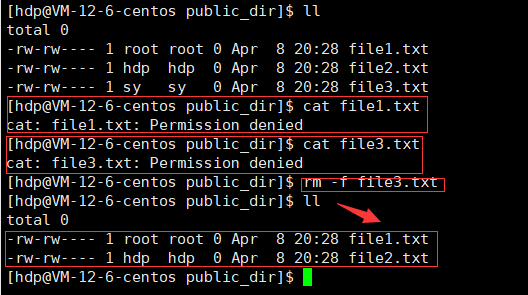 [hdp@VM-12-6-centos public_dir]$ ll
total 0
-rw-rw---- 1 root root 0 Apr  8 20:28 file1.txt
-rw-rw---- 1 hdp  hdp  0 Apr  8 20:28 file2.txt
-rw-rw---- 1 sy   sy   0 Apr  8 20:28 file3.txt
[hdp@VM-12-6-centos public_dir]$ cat file1.txt
cat: file1.txt: Permission denied
[hdp@VM-12-6-centos public_dir]$ cat file3.txt
cat: file3.txt: Permission denied
[hdp@VM-12-6-centos public_dir]$ rm -f file3.txt
[hdp@VM-12-6-centos public_dir]$ ll
total 0
-rw-rw---- 1 root root 0 Apr  8 20:28 file1.txt
-rw-rw---- 1 hdp  hdp  0 Apr  8 20:28 file2.txt
[hdp@VM-12-6-centos public_dir]$